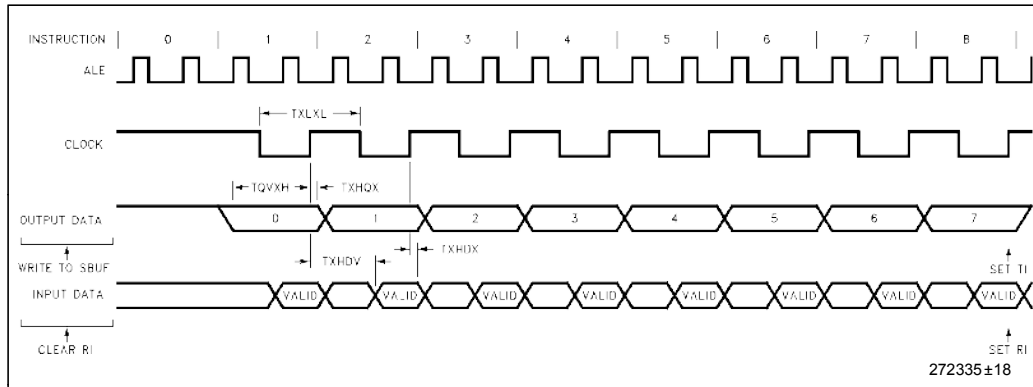 INSTRUCTION 0 1 2 3 4 5 6 7 8
ALE
TXLXL
CLOCK
TQVXH TXHQX
OUTPUT DATA 0 1 2 3 4 5 6 7
TXHDV TXHDX
WRITE TO SBUF SET TI
INPUT DATA VALID VALID VALID VALID VALID VALID VALID VALID
CLEAR RI SET RI
272335±18